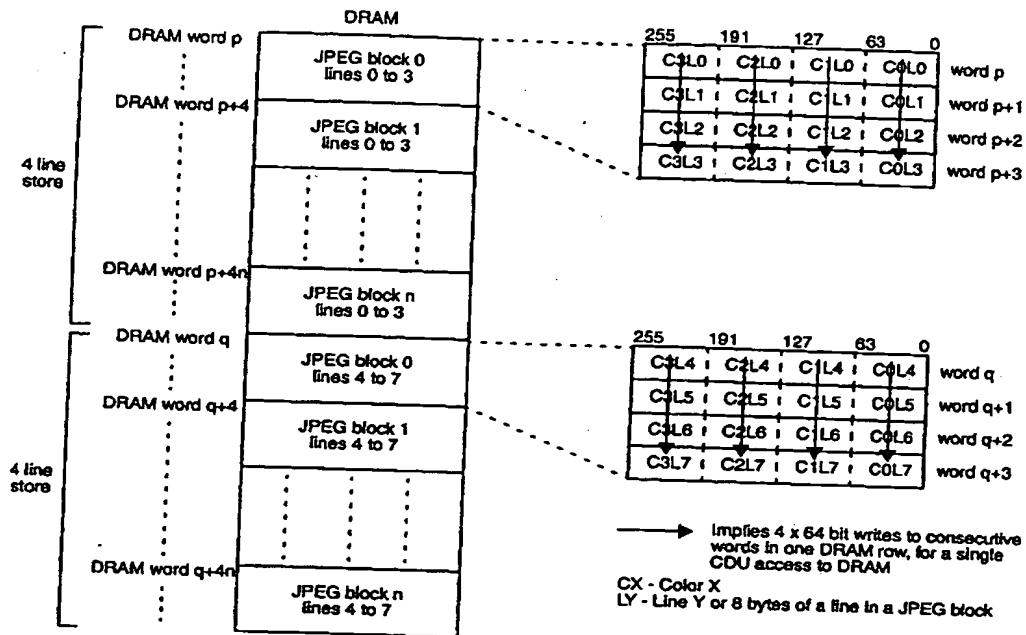 DRAM
DRAM word p
JPEG block 0
lines 0 to 3
DRAM word p+4
JPEG block 1
lines 0 to 3
4 line
store
DRAM word p+4n
JPEG block n
lines 0 to 3
DRAM word q
JPEG block 0
lines 4 to 7
DRAM word q+4
JPEG block 1
lines 4 to 7
4 line
store
DRAM word q+4n
JPEG block n
lines 4 to 7
255 191 127 63 0
C3L0 C2L0 C1L0 C0L0 word p
C3L1 C2L1 C1L1 C0L1 word p+1
C3L2 C2L2 C1L2 C0L2 word p+2
C3L3 C2L3 C1L3 C0L3 word p+3
255 191 127 63 0
C3L4 C2L4 C1L4 C0L4 word q
C3L5 C2L5 C1L5 C0L5 word q+1
C3L6 C2L6 C1L6 C0L6 word q+2
C3L7 C2L7 C1L7 C0L7 word q+3
Implies 4 x 64 bit writes to consecutive
words in one DRAM row, for a single
CDU access to DRAM
CX - Color X
LY - Line Y or 8 bytes of a line in a JPEG block